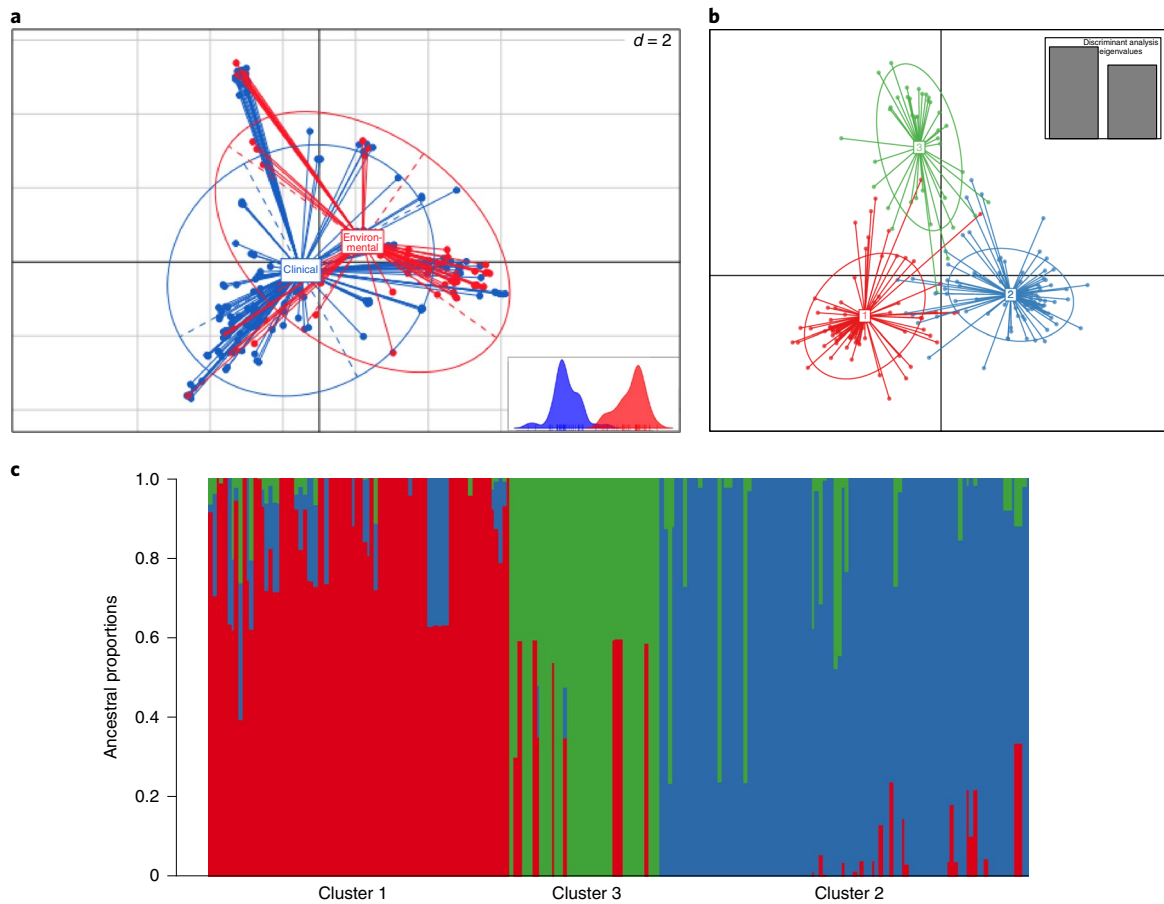 a
d = 2
Environ-
mental
Clinical
b
Discriminant analysis
eigenvalues
3
2
1
c
1.0
0.8
0.6
0.4
0.2
0
Ancestral proportions
Cluster 1
Cluster 3
Cluster 2